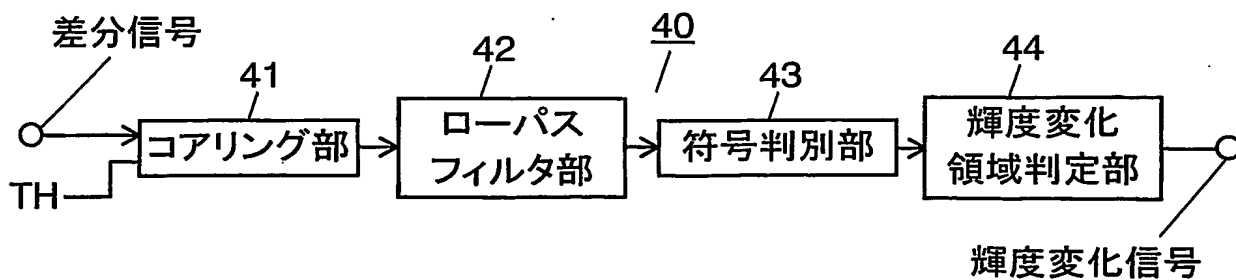 差分信号
40
41
42
43
44
コアリング部
ローパス
フィルタ部
符号判別部
輝度変化
領域判定部
TH
輝度変化信号